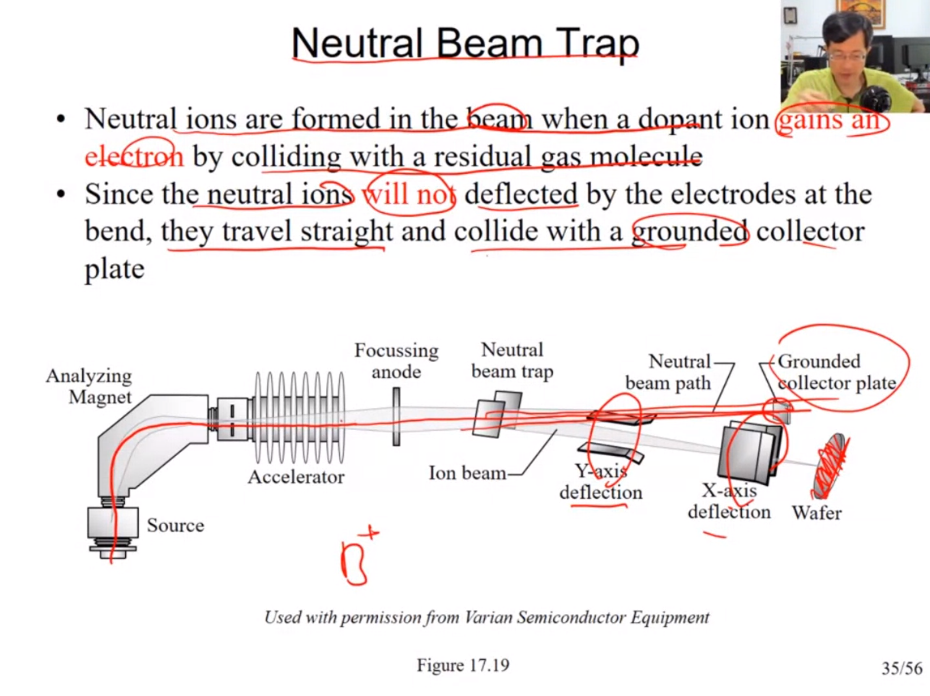 Neutral Beam Trap
• Neutral ions are formed in the beam when a dopant ion gains an
electron by colliding with a residual gas molecule
• Since the neutral ions will not deflected by the electrodes at the
bend, they travel straight and collide with a grounded collector
plate
Analyzing
Magnet
Focussing
anode
Neutral
beam trap
Neutral
beam path
Grounded
collector plate
Accelerator
Ion beam
Y-axis
deflection
X-axis
deflection
Wafer
Source
B+
Used with permission from Varian Semiconductor Equipment
Figure 17.19
35/56